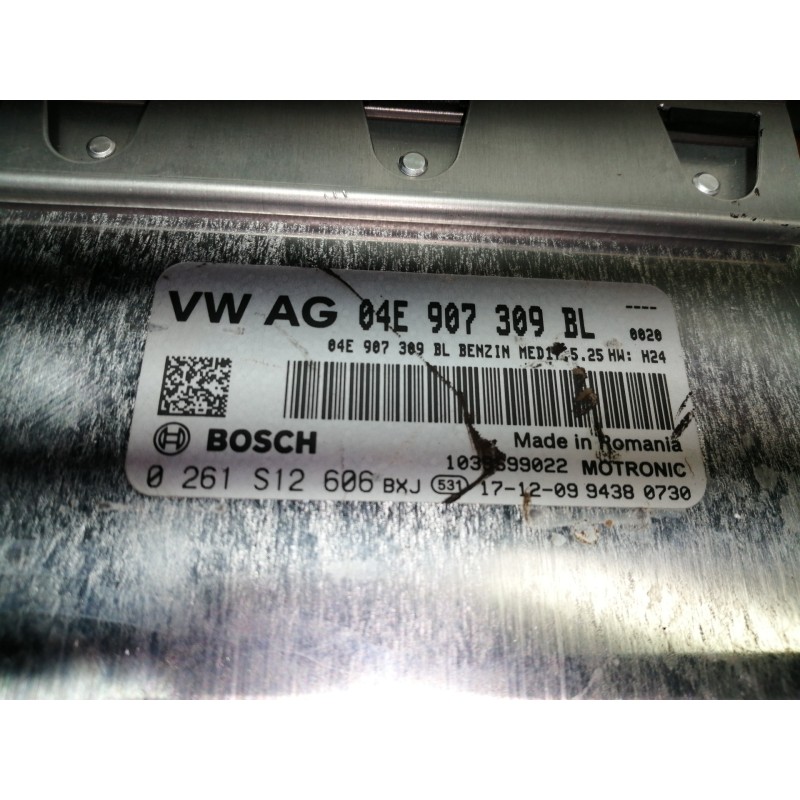 VW AG 04E 907 309 BL ----
0020
04E 907 309 BL BENZIN HW: H24
BOSCH
Made in Romania
MOTRONIC
0 261 S12 606 BXJ 531 17-12-09 9438 0730